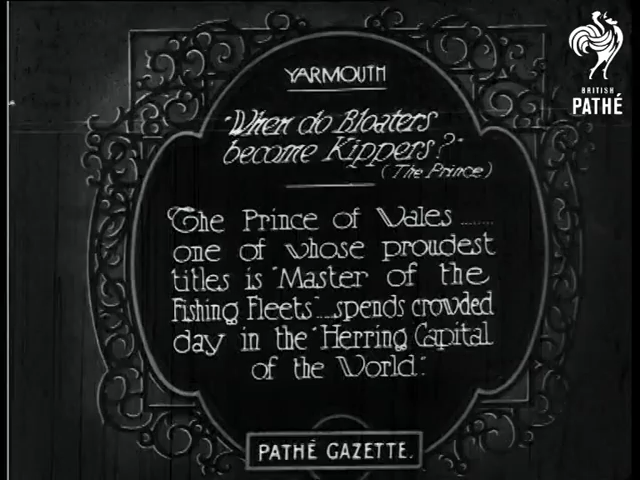 YARMOUTH
BRITISH
PATHÉ
"When do Bloaters
become Kippers?"
(The Prince)
The Prince of Wales ........
one of whose proudest
titles is "Master of the
Fishing Fleets" .... spends crowded
day in the "Herring Capital
of the World".
PATHÉ GAZETTE.